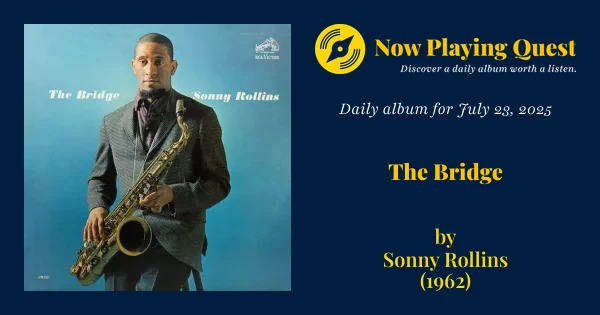 RCA VICTOR
The Bridge Sonny Rollins
Now Playing Quest
Discover a daily album worth a listen.
Daily album for July 23, 2025
The Bridge
by
Sonny Rollins
(1962)